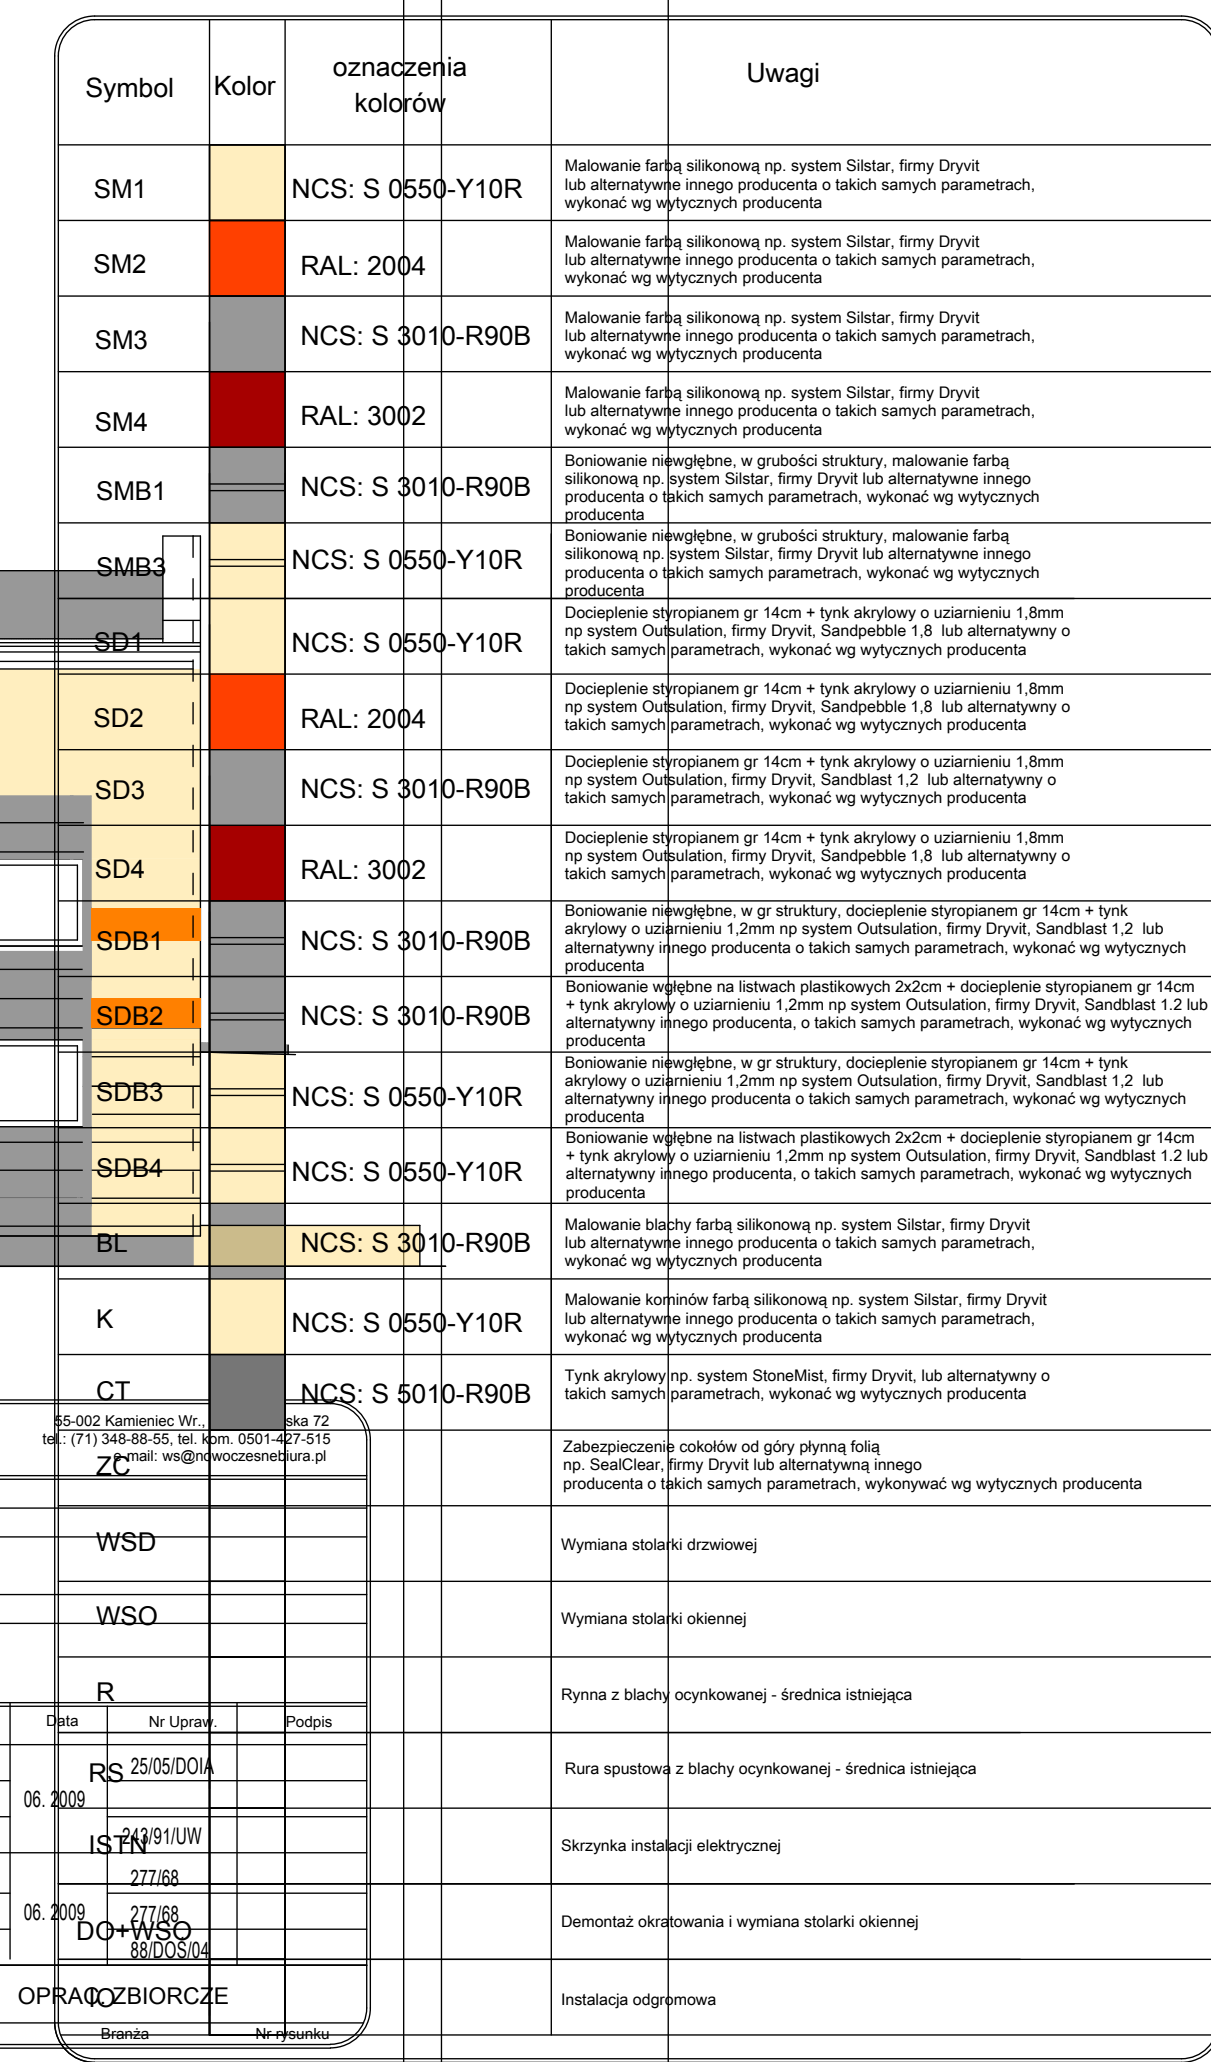 Symbol
Kolor
oznaczenia
kolorów
Uwagi
SM1
NCS: S 0550-Y10R
Malowanie farbą silikonową np. system Silstar, firmy Dryvit
lub alternatywne innego producenta o takich samych parametrach,
wykonać wg wytycznych producenta
SM2
RAL: 2004
Malowanie farbą silikonową np. system Silstar, firmy Dryvit
lub alternatywne innego producenta o takich samych parametrach,
wykonać wg wytycznych producenta
SM3
NCS: S 3010-R90B
Malowanie farbą silikonową np. system Silstar, firmy Dryvit
lub alternatywne innego producenta o takich samych parametrach,
wykonać wg wytycznych producenta
SM4
RAL: 3002
Malowanie farbą silikonową np. system Silstar, firmy Dryvit
lub alternatywne innego producenta o takich samych parametrach,
wykonać wg wytycznych producenta
SMB1
NCS: S 3010-R90B
Boniowanie niewgłębne, w grubości struktury, malowanie farbą
silikonową np. system Silstar, firmy Dryvit lub alternatywne innego
producenta o takich samych parametrach, wykonać wg wytycznych
producenta
SMB3
NCS: S 0550-Y10R
Boniowanie niewgłębne, w grubości struktury, malowanie farbą
silikonową np. system Silstar, firmy Dryvit lub alternatywne innego
producenta o takich samych parametrach, wykonać wg wytycznych
producenta
SD1
NCS: S 0550-Y10R
Docieplenie styropianem gr 14cm + tynk akrylowy o uziarnieniu 1,8mm
np system Outsulation, firmy Dryvit, Sandpebble 1,8 lub alternatywny o
takich samych parametrach, wykonać wg wytycznych producenta
SD2
RAL: 2004
Docieplenie styropianem gr 14cm + tynk akrylowy o uziarnieniu 1,8mm
np system Outsulation, firmy Dryvit, Sandpebble 1,8 lub alternatywny o
takich samych parametrach, wykonać wg wytycznych producenta
SD3
NCS: S 3010-R90B
Docieplenie styropianem gr 14cm + tynk akrylowy o uziarnieniu 1,8mm
np system Outsulation, firmy Dryvit, Sandblast 1,2 lub alternatywny o
takich samych parametrach, wykonać wg wytycznych producenta
SD4
RAL: 3002
Docieplenie styropianem gr 14cm + tynk akrylowy o uziarnieniu 1,8mm
np system Outsulation, firmy Dryvit, Sandpebble 1,8 lub alternatywny o
takich samych parametrach, wykonać wg wytycznych producenta
SDB1
NCS: S 3010-R90B
Boniowanie niewgłębne, w gr struktury, docieplenie styropianem gr 14cm + tynk
akrylowy o uziarnieniu 1,2mm np system Outsulation, firmy Dryvit, Sandblast 1,2 lub
alternatywny innego producenta o takich samych parametrach, wykonać wg wytycznych
producenta
SDB2
NCS: S 3010-R90B
Boniowanie wgłębne na listwach plastikowych 2x2cm + docieplenie styropianem gr 14cm
+ tynk akrylowy o uziarnieniu 1,2mm np system Outsulation, firmy Dryvit, Sandblast 1.2 lub
alternatywny innego producenta, o takich samych parametrach, wykonać wg wytycznych
producenta
SDB3
NCS: S 0550-Y10R
Boniowanie niewgłębne, w gr struktury, docieplenie styropianem gr 14cm + tynk
akrylowy o uziarnieniu 1,2mm np system Outsulation, firmy Dryvit, Sandblast 1,2 lub
alternatywny innego producenta o takich samych parametrach, wykonać wg wytycznych
producenta
SDB4
NCS: S 0550-Y10R
Boniowanie wgłębne na listwach plastikowych 2x2cm + docieplenie styropianem gr 14cm
+ tynk akrylowy o uziarnieniu 1,2mm np system Outsulation, firmy Dryvit, Sandblast 1.2 lub
alternatywny innego producenta, o takich samych parametrach, wykonać wg wytycznych
producenta
BL
NCS: S 3010-R90B
Malowanie blachy farbą silikonową np. system Silstar, firmy Dryvit
lub alternatywne innego producenta o takich samych parametrach,
wykonać wg wytycznych producenta
K
NCS: S 0550-Y10R
Malowanie kominów farbą silikonową np. system Silstar, firmy Dryvit
lub alternatywne innego producenta o takich samych parametrach,
wykonać wg wytycznych producenta
CT
NCS: S 5010-R90B
Tynk akrylowy np. system StoneMist, firmy Dryvit, lub alternatywny o
takich samych parametrach, wykonać wg wytycznych producenta
55-002 Kamieniec Wr., ska 72
tel.: (71) 348-88-55, tel. kom. 0501-427-515
e-mail: ws@nowoczesnebiura.pl
ZC
Zabezpieczenie cokołów od góry płynną folią
np. SealClear, firmy Dryvit lub alternatywną innego
producenta o takich samych parametrach, wykonywać wg wytycznych producenta
WSD
Wymiana stolarki drzwiowej
WSO
Wymiana stolarki okiennej
R
Rynna z blachy ocynkowanej - średnica istniejąca
Data
Nr Upraw.
Podpis
RS
25/05/DOIA
Rura spustowa z blachy ocynkowanej - średnica istniejąca
06. 2009
ISTN
243/91/UW
Skrzynka instalacji elektrycznej
277/68
06. 2009
277/68
DO+WSO
Demontaż okratowania i wymiana stolarki okiennej
88/DOŚ/04
OPRAC. ZBIORCZE
IO
Instalacja odgromowa
Branża
Nr rysunku